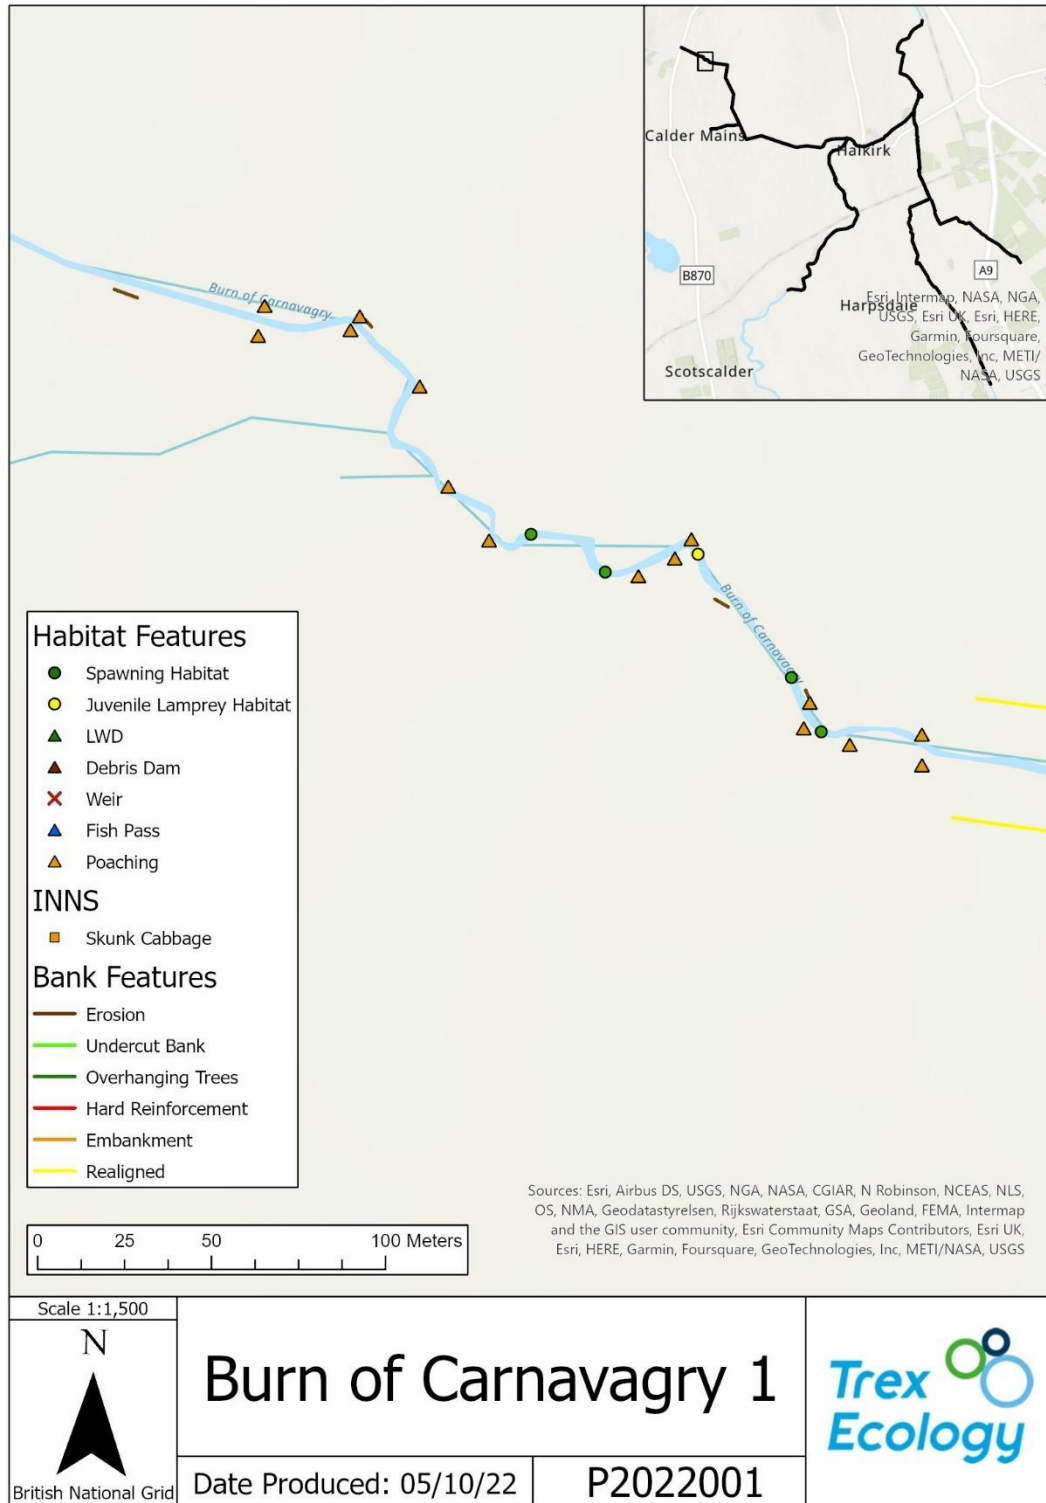 Calder Mains
Halkirk
B870
A9
Harpsdale
Scotscalder
Esri, Intermap, NASA, NGA,
USGS, Esri UK, Esri, HERE,
Garmin, Foursquare,
GeoTechnologies, Inc, METI/
NASA, USGS
Burn of Carnavagry
Burn of Carnavagry
Habitat Features
Spawning Habitat
Juvenile Lamprey Habitat
LWD
Debris Dam
Weir
Fish Pass
Poaching
INNS
Skunk Cabbage
Bank Features
Erosion
Undercut Bank
Overhanging Trees
Hard Reinforcement
Embankment
Realigned
Sources: Esri, Airbus DS, USGS, NGA, NASA, CGIAR, N Robinson, NCEAS, NLS,
OS, NMA, Geodatastyrelsen, Rijkswaterstaat, GSA, Geoland, FEMA, Intermap
and the GIS user community, Esri Community Maps Contributors, Esri UK,
Esri, HERE, Garmin, Foursquare, GeoTechnologies, Inc, METI/NASA, USGS
0 25 50 100 Meters
Scale 1:1,500
N
British National Grid
Burn of Carnavagry 1
Date Produced: 05/10/22
P2022001
Trex
Ecology